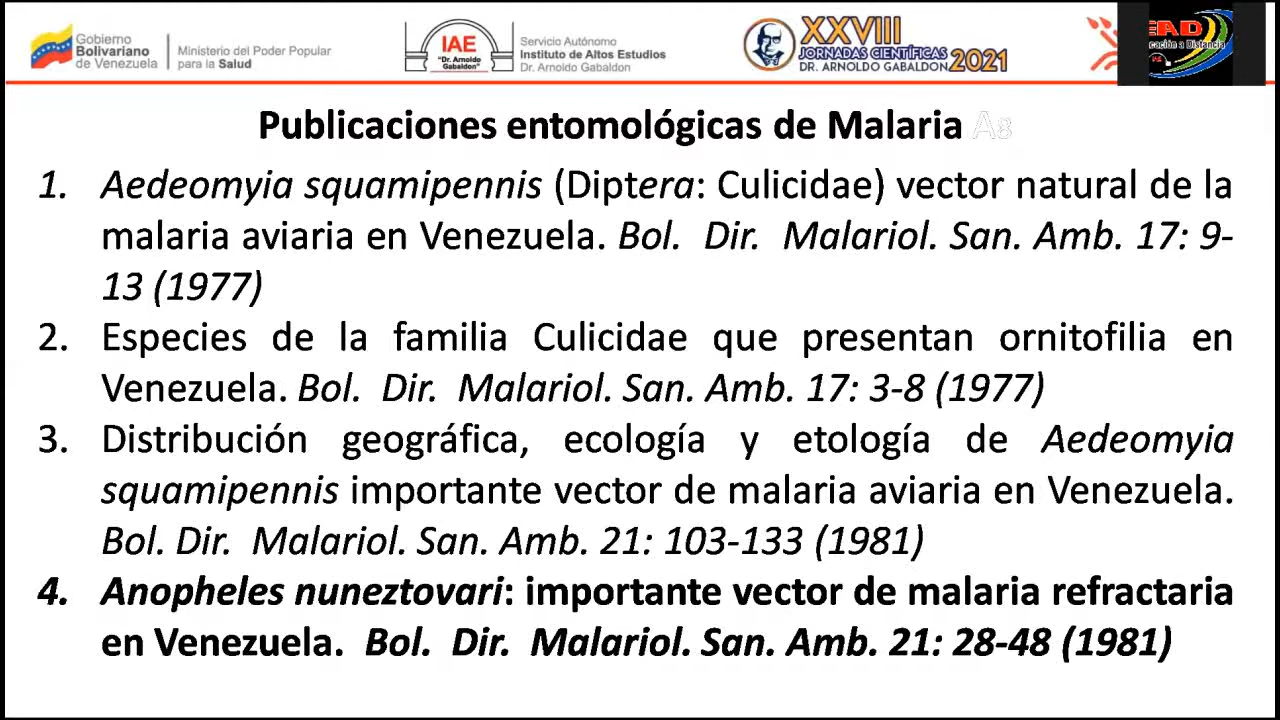 Gobierno
Bolivariano
de Venezuela
Ministerio del Poder Popular
para la Salud
IAE
"Dr. Arnoldo
Gabaldon"
Servicio Autónomo
Instituto de Altos Estudios
Dr. Arnoldo Gabaldon
XXVIII
JORNADAS CIENTÍFICAS
DR. ARNOLDO GABALDON 2021
EAD
cación a Distancia
Publicaciones entomológicas de Malaria A8
1. Aedeomyia squamipennis (Diptera: Culicidae) vector natural de la
malaria aviaria en Venezuela. Bol. Dir. Malariol. San. Amb. 17: 9-
13 (1977)
2. Especies de la familia Culicidae que presentan ornitofilia en
Venezuela. Bol. Dir. Malariol. San. Amb. 17: 3-8 (1977)
3. Distribución geográfica, ecología y etología de Aedeomyia
squamipennis importante vector de malaria aviaria en Venezuela.
Bol. Dir. Malariol. San. Amb. 21: 103-133 (1981)
4. Anopheles nuneztovari: importante vector de malaria refractaria
en Venezuela. Bol. Dir. Malariol. San. Amb. 21: 28-48 (1981)